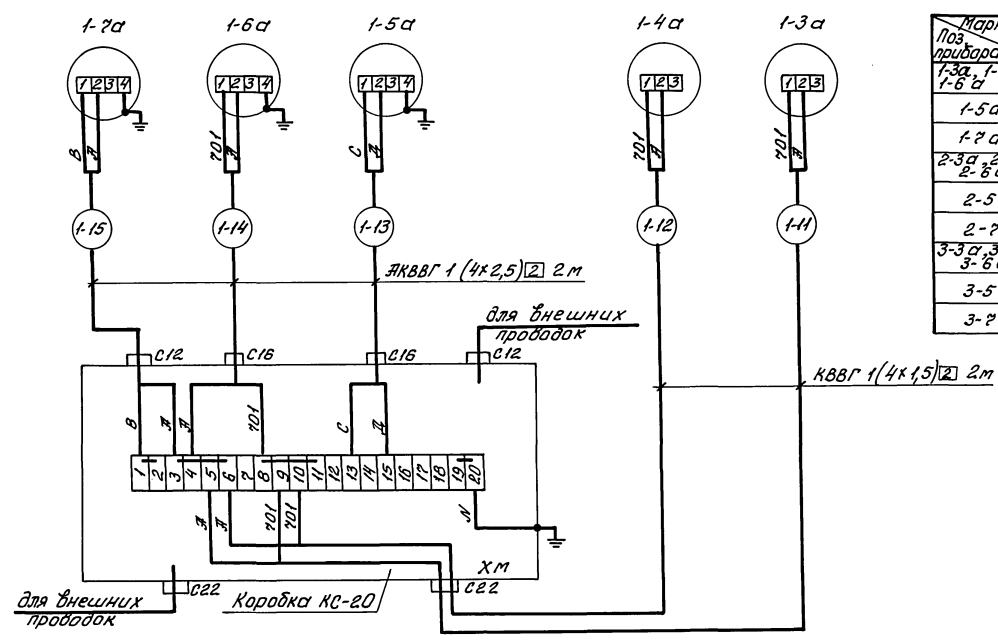 1-7а 1-6а 1-5а 1-4а 1-3а
1 2 3 4
1 2 3 4
1 2 3 4
1 2 3
1 2 3
В А
701 А
С Д
701 А
701 А
1-15 1-14 1-13 1-12 1-11
АКВВГ 1 (4×2,5) 2 2м
для внешних
проводок
С12 С16 С16 С12
КВВГ 1 (4×1,5) 2 2м
В А А 701 С Д
1 2 3 4 5 6 7 8 9 10 11 12 13 14 15 16 17 18 19 20
А А 701 701 N
ХМ
С22 С22
Коробка КС-20
для внешних
проводок
Марк
Поз.
прибора
1-3а, 1-
1-6а
1-5а
1-7а
2-3а, 2
2-6а
2-5
2-7
3-3а, 3
3-6а
3-5
3-7